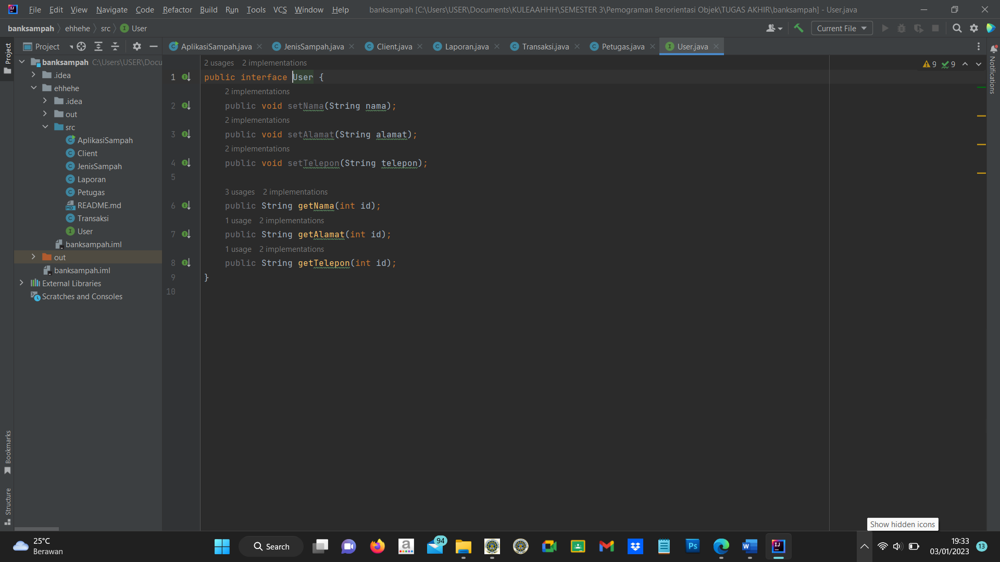 File Edit View Navigate Code Refactor Build Run Tools VCS Window Help banksampah [C:\Users\USER\Documents\KULEAAHHH\SEMESTER 3\Pemograman Berorientasi Objek\TUGAS AKHIR\banksampah] - User.java
banksampah ehhehe src User Current File
Project AplikasiSampah.java JenisSampah.java Client.java Laporan.java Transaksi.java Petugas.java User.java
Project
Bookmarks
Structure
Notifications
banksampah C:\Users\USER\Docu
.idea
ehhehe
.idea
out
src
AplikasiSampah
Client
JenisSampah
Laporan
Petugas
README.md
Transaksi
User
banksampah.iml
out
banksampah.iml
External Libraries
Scratches and Consoles
2 usages 2 implementations
9 9
1 public interface User {
2 implementations
2 public void setNama(String nama);
2 implementations
3 public void setAlamat(String alamat);
2 implementations
4 public void setTelepon(String telepon);
5
3 usages 2 implementations
6 public String getNama(int id);
1 usage 2 implementations
7 public String getAlamat(int id);
1 usage 2 implementations
8 public String getTelepon(int id);
9 }
10
Show hidden icons
25°C
Berawan
Search
94
19:33
03/01/2023
13